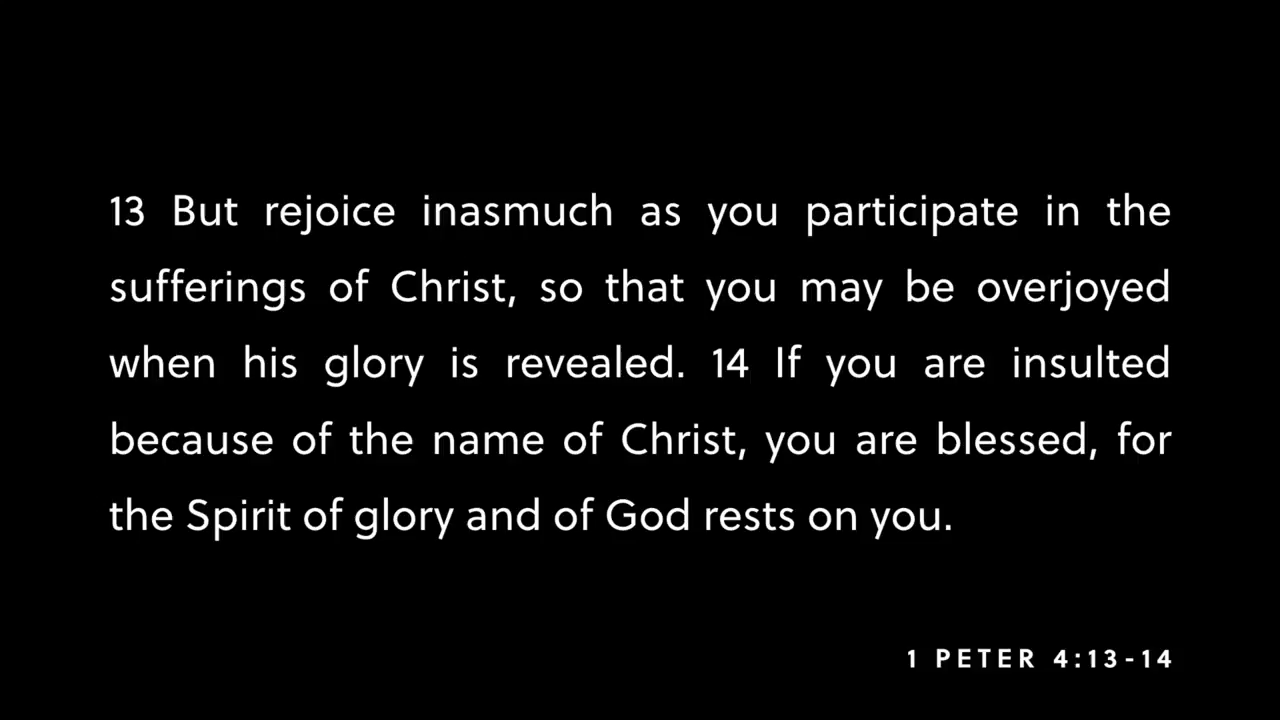 13 But rejoice inasmuch as you participate in the
sufferings of Christ, so that you may be overjoyed
when his glory is revealed. 14 If you are insulted
because of the name of Christ, you are blessed, for
the Spirit of glory and of God rests on you.
1 PETER 4:13-14